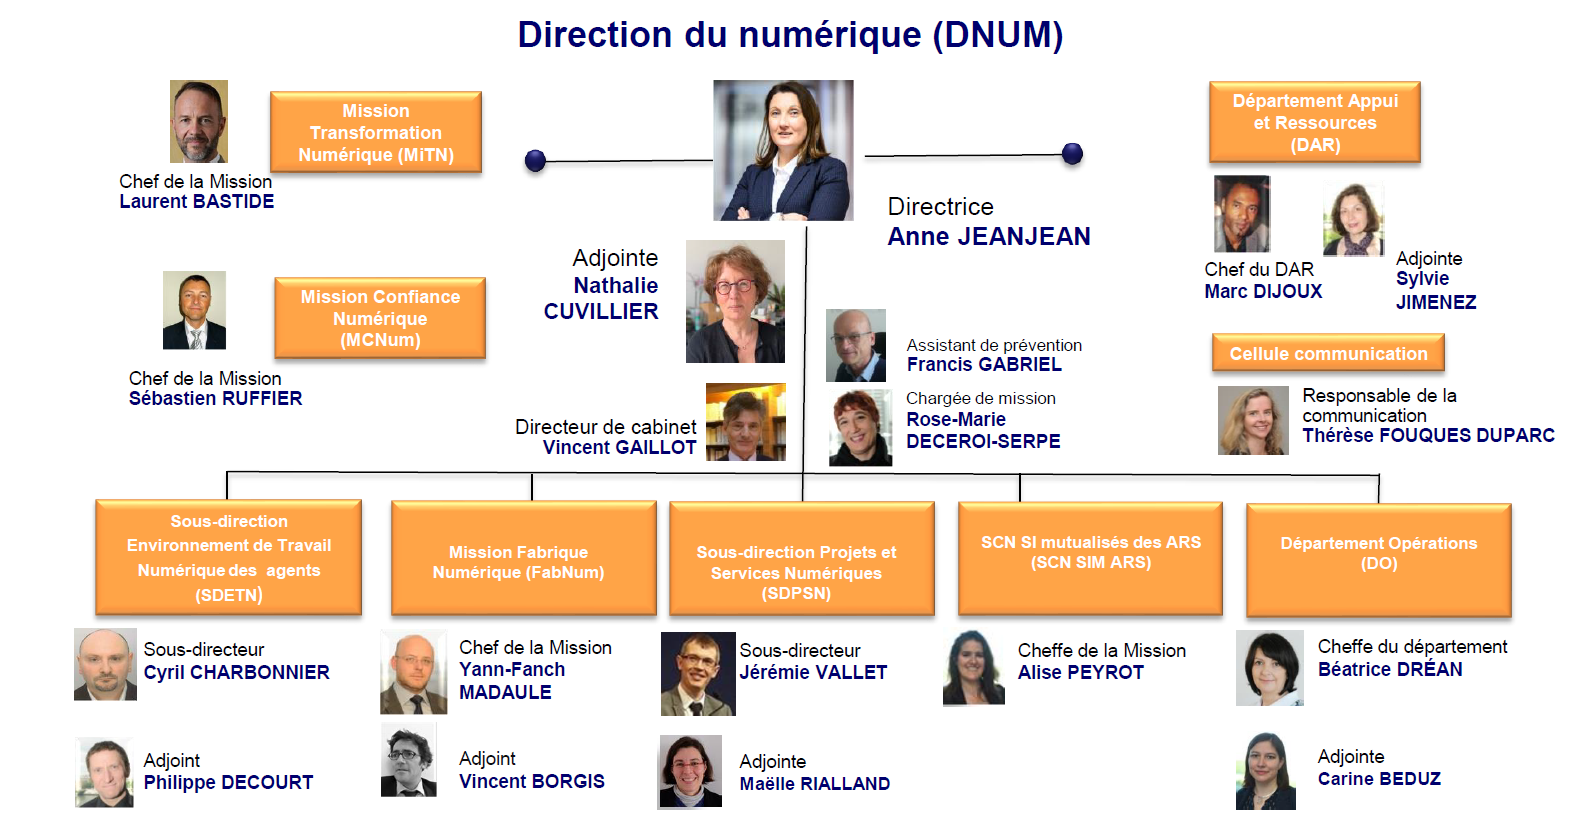 Direction du numérique (DNUM)
Mission
Transformation
Numérique (MiTN)
Chef de la Mission
Laurent BASTIDE
Mission Confiance
Numérique
(MCNum)
Chef de la Mission
Sébastien RUFFIER
Directrice
Anne JEANJEAN
Adjointe
Nathalie
CUVILLIER
Assistant de prévention
Francis GABRIEL
Chargée de mission
Rose-Marie
DECEROI-SERPE
Directeur de cabinet
Vincent GAILLOT
Département Appui
et Ressources
(DAR)
Chef du DAR
Marc DIJOUX
Adjointe
Sylvie
JIMENEZ
Cellule communication
Responsable de la
communication
Thérèse FOUQUES DUPARC
Sous-direction
Environnement de Travail
Numérique des agents
(SDETN)
Sous-directeur
Cyril CHARBONNIER
Adjoint
Philippe DECOURT
Mission Fabrique
Numérique (FabNum)
Chef de la Mission
Yann-Fanch
MADAULE
Adjoint
Vincent BORGIS
Sous-direction Projets et
Services Numériques
(SDPSN)
Sous-directeur
Jérémie VALLET
Adjointe
Maëlle RIALLAND
SCN SI mutualisés des ARS
(SCN SIM ARS)
Cheffe de la Mission
Alise PEYROT
Département Opérations
(DO)
Cheffe du département
Béatrice DRÉAN
Adjointe
Carine BEDUZ